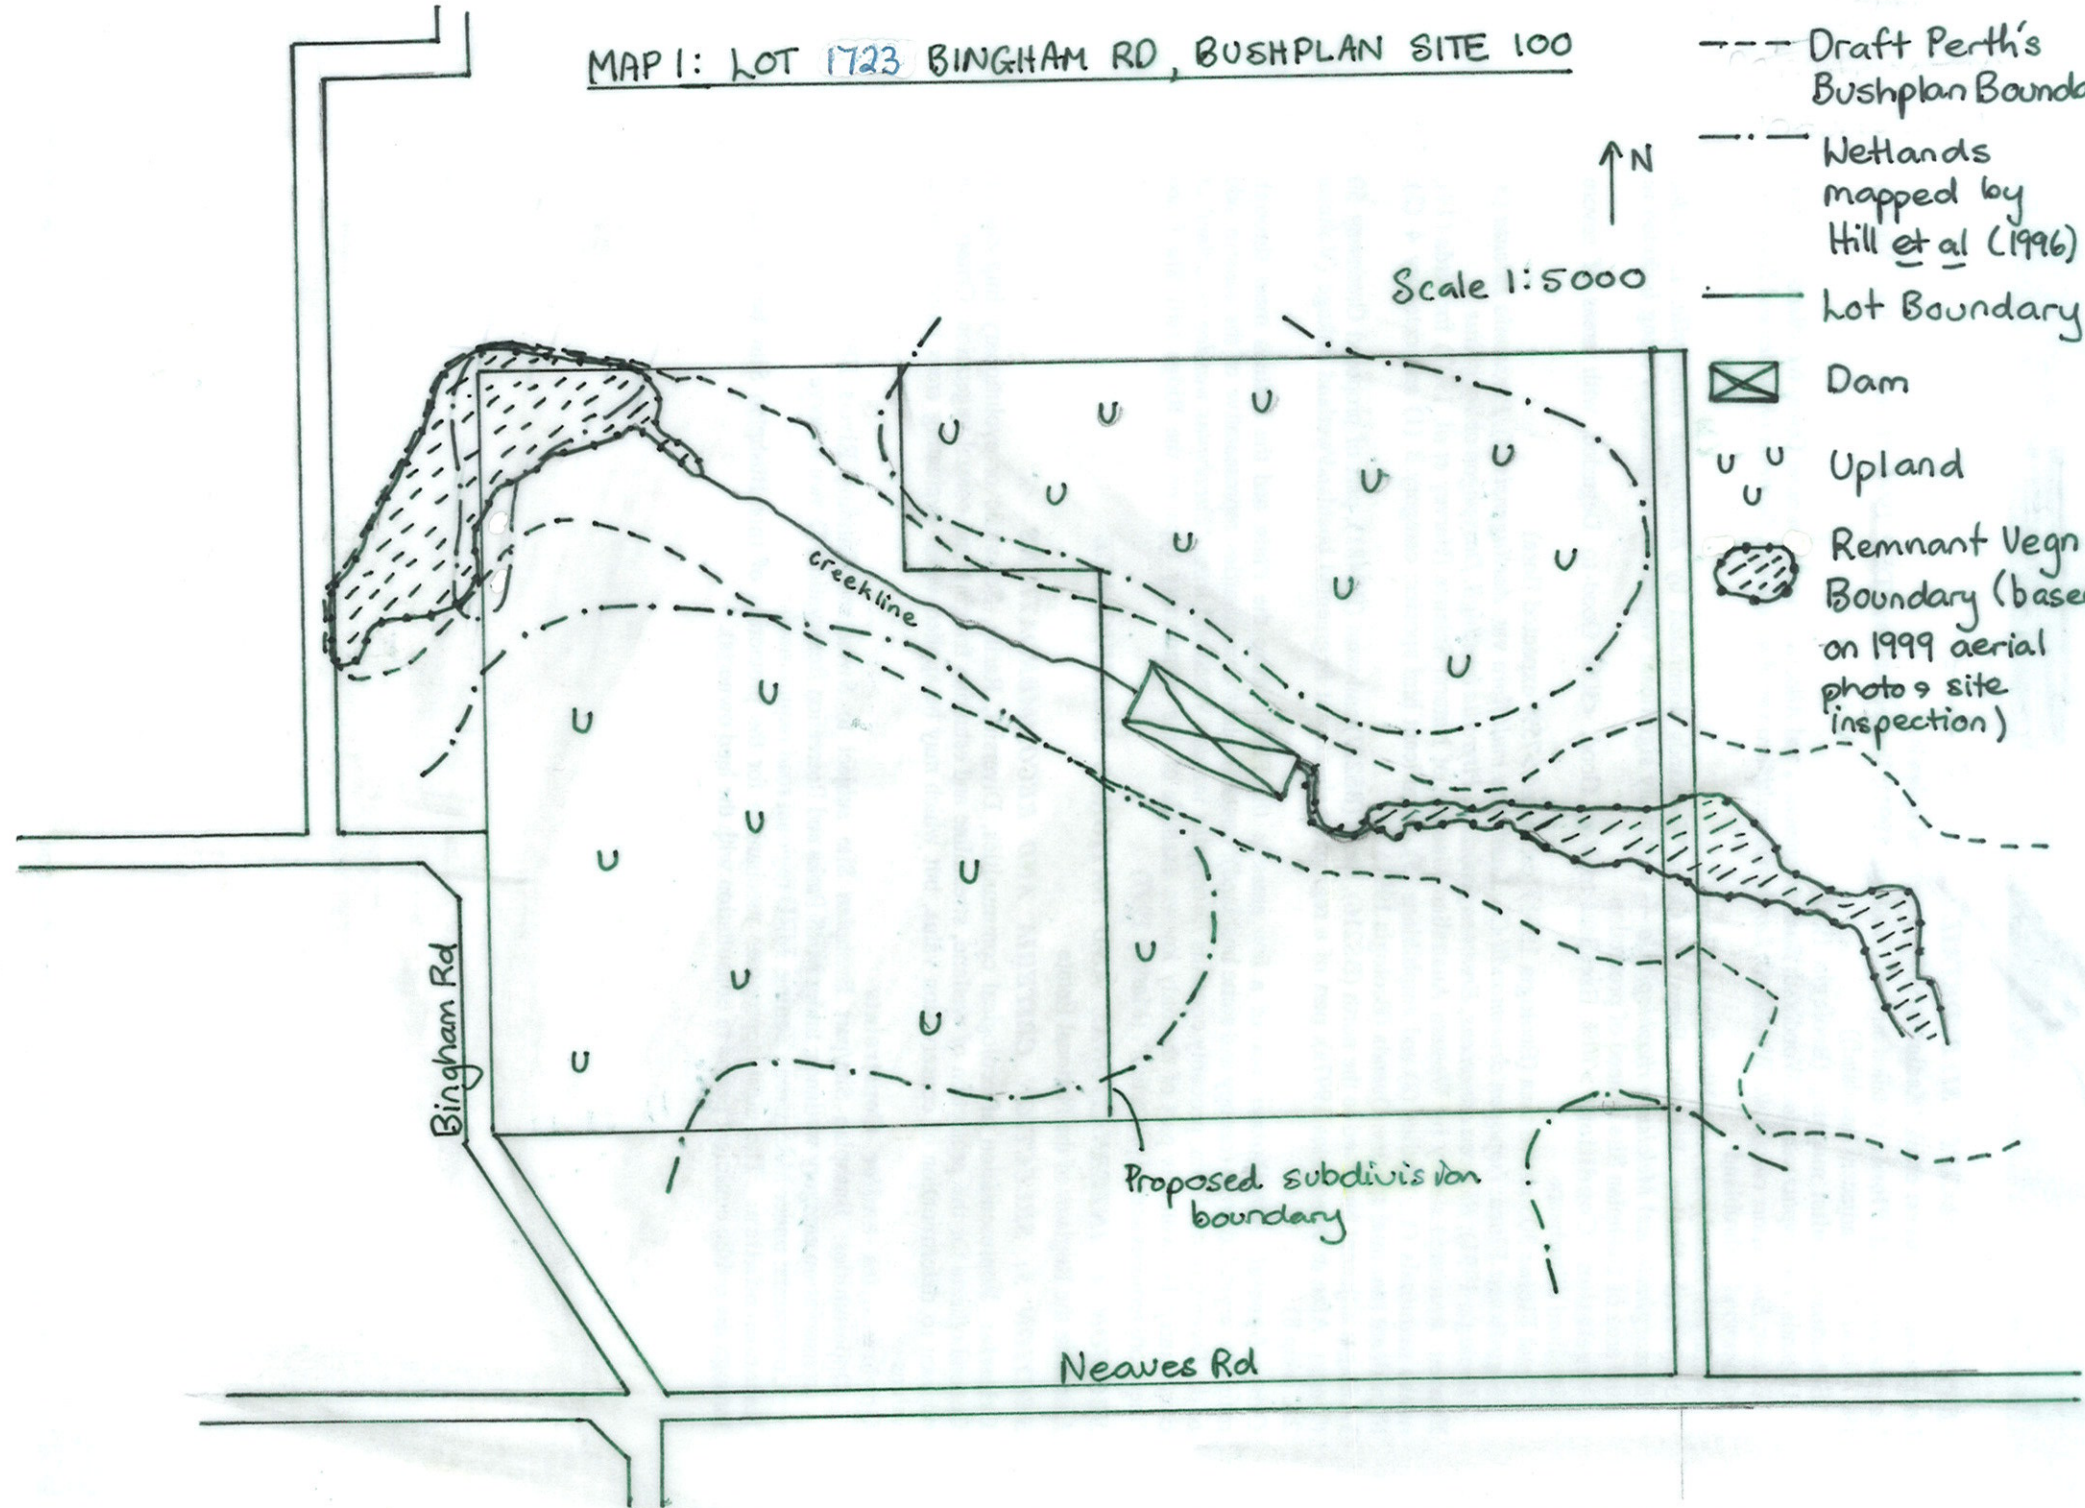 MAP 1: LOT 1723 BINGHAM RD, BUSHPLAN SITE 100
Draft Perth's
Bushplan Bounda
Wetlands
mapped by
Hill et al (1996)
Lot Boundary
Dam
Upland
Remnant Vegn
Boundary (base
on 1999 aerial
photo & site
inspection)
N
Scale 1:5000
creekline
Bingham Rd
Proposed subdivision
boundary
Neaves Rd